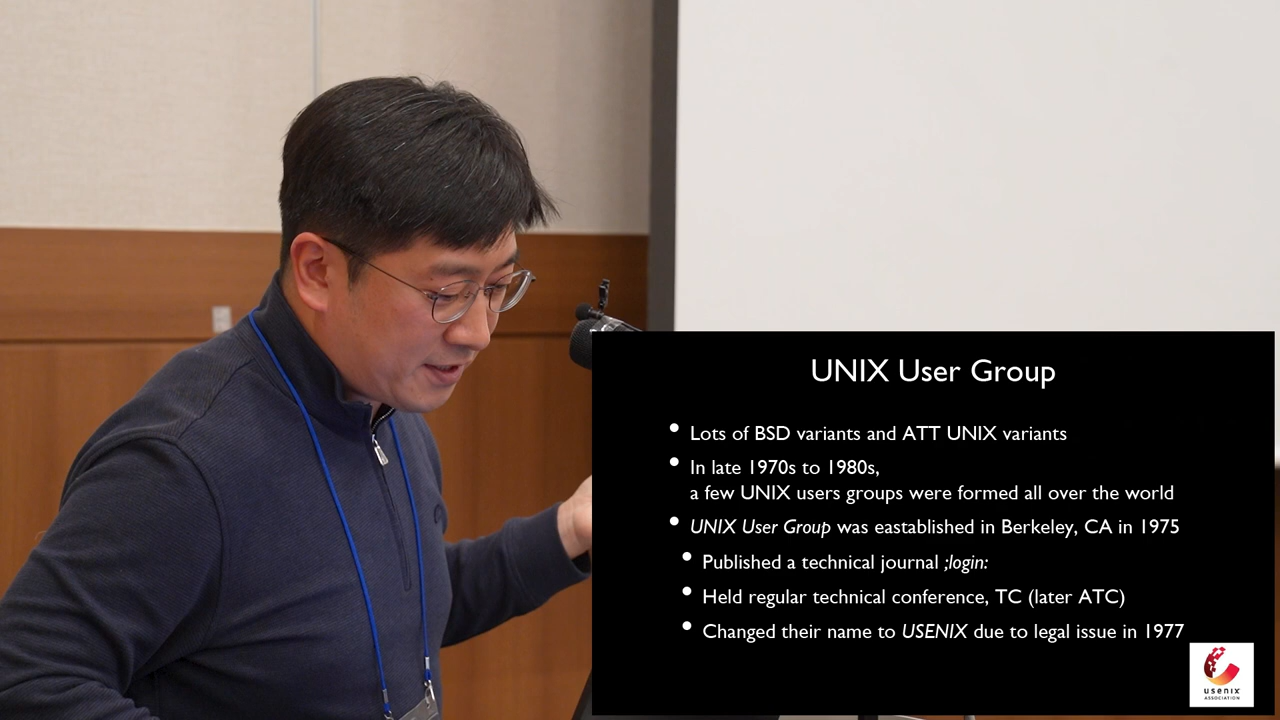 UNIX User Group
Lots of BSD variants and ATT UNIX variants
In late 1970s to 1980s,
a few UNIX users groups were formed all over the world
UNIX User Group was eastablished in Berkeley, CA in 1975
Published a technical journal ;login:
Held regular technical conference, TC (later ATC)
Changed their name to USENIX due to legal issue in 1977
usenix
ASSOCIATION